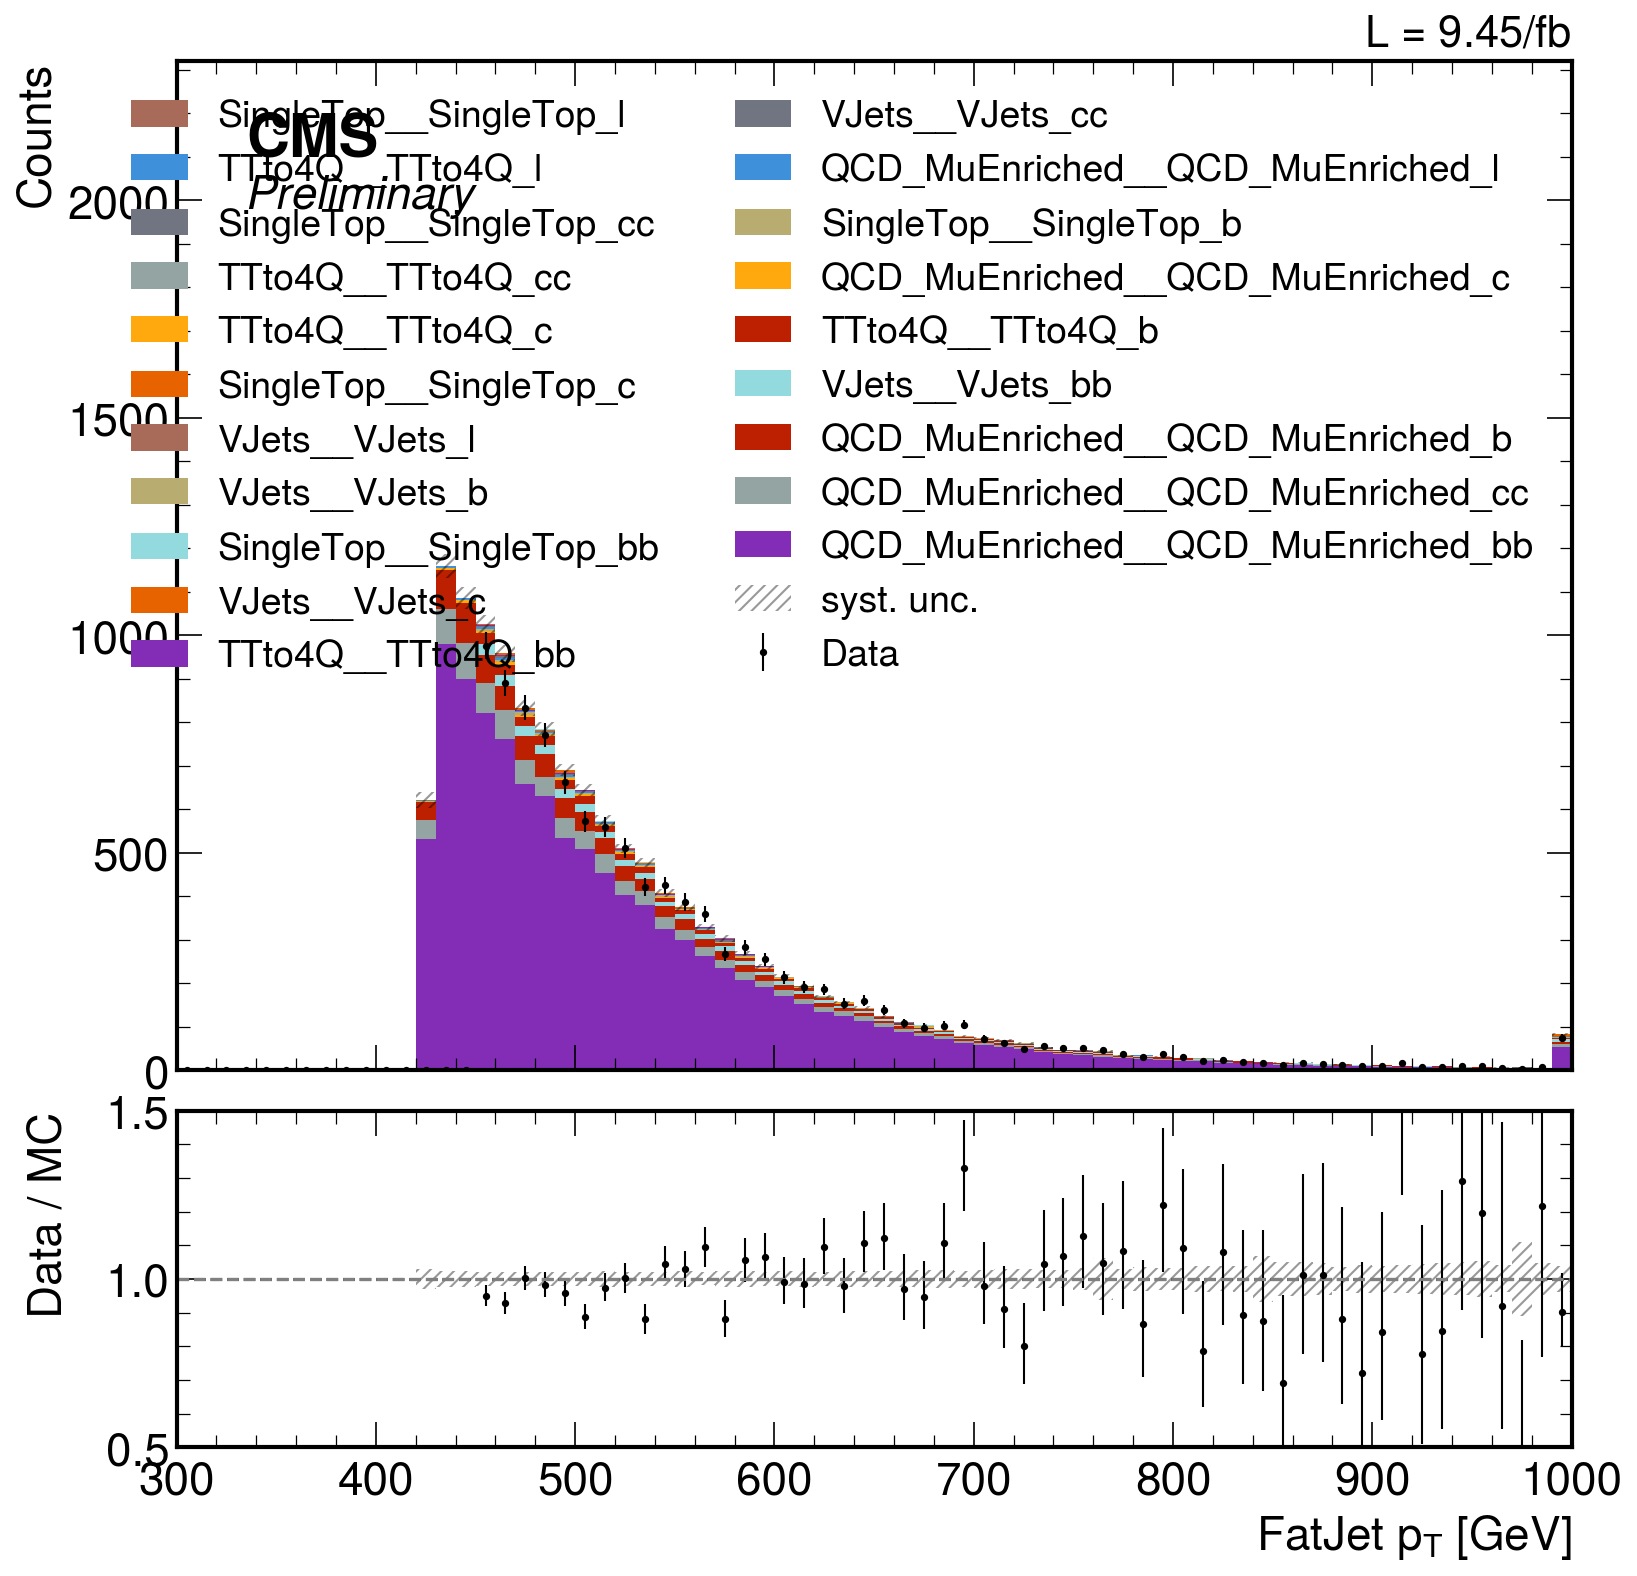 L = 9.45/fb
Counts
CMS
Preliminary
SingleTop__SingleTop_l
TTto4Q__TTto4Q_l
SingleTop__SingleTop_cc
TTto4Q__TTto4Q_cc
TTto4Q__TTto4Q_c
SingleTop__SingleTop_c
VJets__VJets_l
VJets__VJets_b
SingleTop__SingleTop_bb
VJets__VJets_c
TTto4Q__TTto4Q_bb
VJets__VJets_cc
QCD_MuEnriched__QCD_MuEnriched_l
SingleTop__SingleTop_b
QCD_MuEnriched__QCD_MuEnriched_c
TTto4Q__TTto4Q_b
VJets__VJets_bb
QCD_MuEnriched__QCD_MuEnriched_b
QCD_MuEnriched__QCD_MuEnriched_cc
QCD_MuEnriched__QCD_MuEnriched_bb
syst. unc.
Data
2000
1500
1000
500
0
Data / MC
1.5
1.0
0.5
300 400 500 600 700 800 900 1000
FatJet pT [GeV]